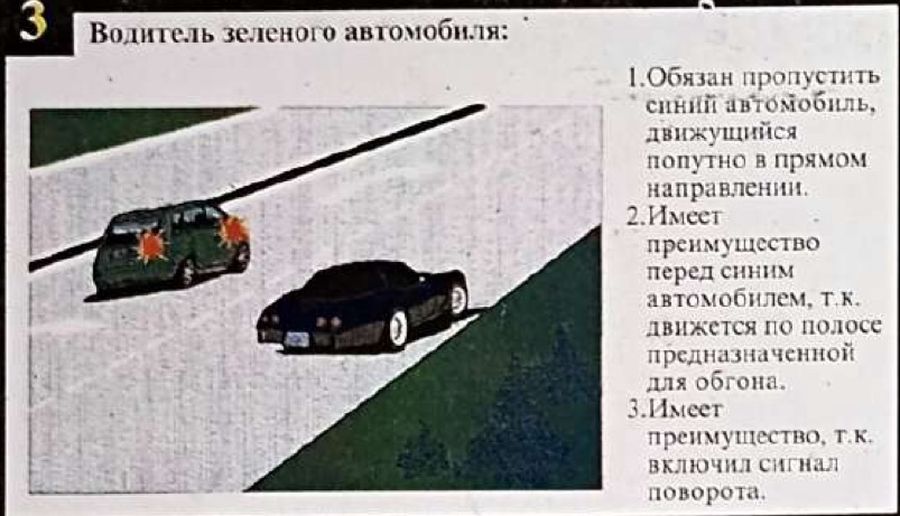 3
Водитель зеленого автомобиля:
1.Обязан пропустить
синий автомобиль,
движущийся
попутно в прямом
направлении.
2.Имеет
преимущество
перед синим
автомобилем, т.к.
движется по полосе
предназначенной
для обгона.
3.Имеет
преимущество, т.к.
включил сигнал
поворота.